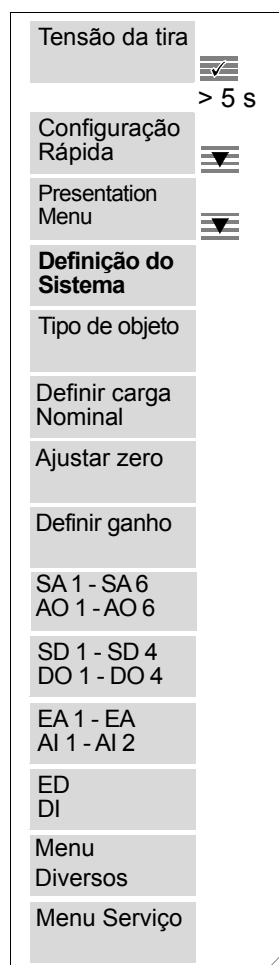 Tensão da tira
> 5 s
Configuração
Rápida
Presentation
Menu
Definição do
Sistema
Tipo de objeto
Definir carga
Nominal
Ajustar zero
Definir ganho
SA 1 - SA 6
AO 1 - AO 6
SD 1 - SD 4
DO 1 - DO 4
EA 1 - EA
AI 1 - AI 2
ED
DI
Menu
Diversos
Menu Serviço